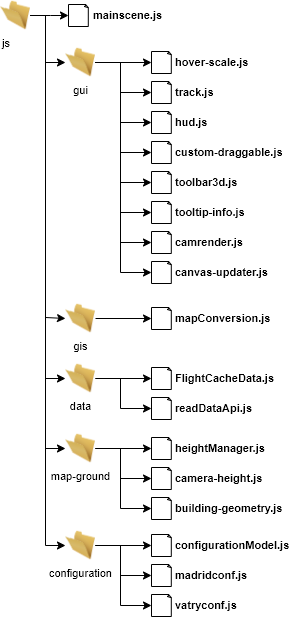 mainscene.js
js
hover-scale.js
gui
track.js
hud.js
custom-draggable.js
toolbar3d.js
tooltip-info.js
camrender.js
canvas-updater.js
mapConversion.js
gis
FlightCacheData.js
data
readDataApi.js
heightManager.js
map-ground
camera-height.js
building-geometry.js
configurationModel.js
configuration
madridconf.js
vatryconf.js